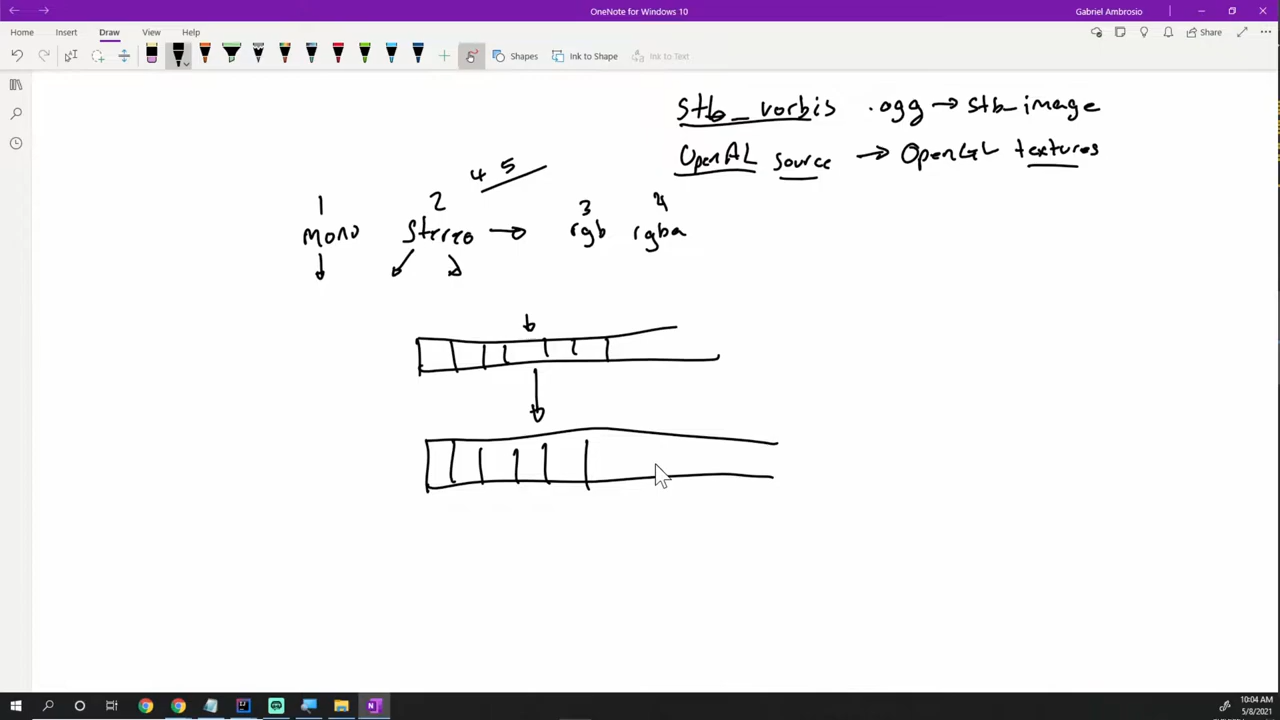 OneNote for Windows 10
Gabriel Ambrosio
Home Insert Draw View Help
Share
Shapes
Ink to Shape
Ink to Text
stb_vorbis .ogg → stb_image
OpenAL source → OpenGL textures
4 5
1 2 3 4
mono stereo → rgb rgba
10:04 AM
5/8/2021